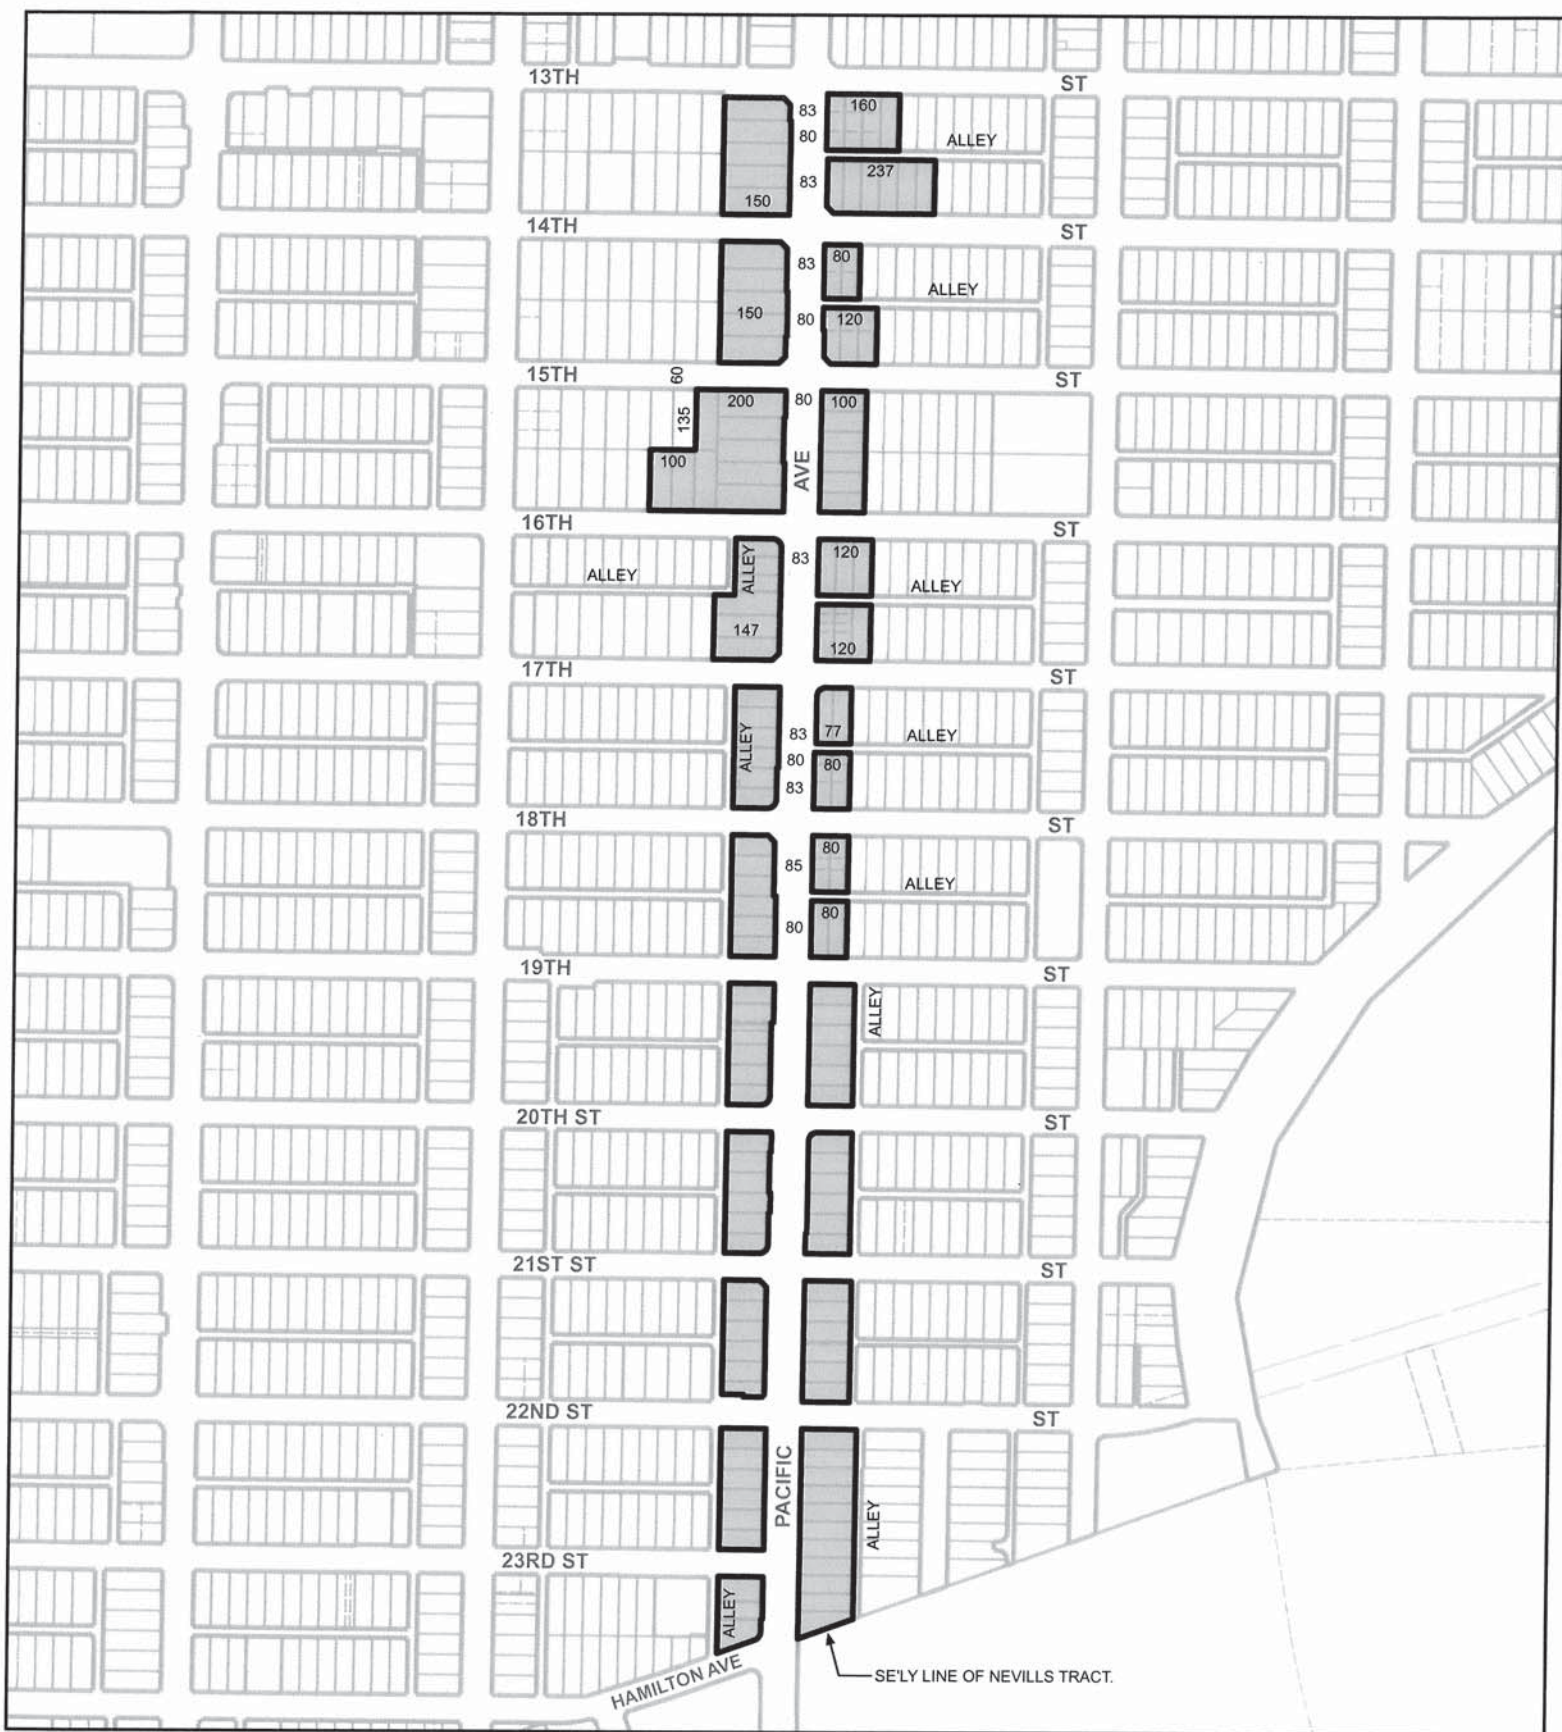 13TH ST
83 160
80 ALLEY
83 237
150
14TH ST
83 80
ALLEY
150 80 120
15TH 60 ST
135 200 80 100
100 AVE
16TH ST
ALLEY ALLEY 83 120 ALLEY
147 120
17TH ST
ALLEY 83 77 ALLEY
80 80
83
18TH ST
85 80
ALLEY
80 80
19TH ST
ALLEY
20TH ST ST
21ST ST ST
22ND ST ST
PACIFIC
ALLEY
23RD ST
ALLEY
HAMILTON AVE
SE'LY LINE OF NEVILLS TRACT.